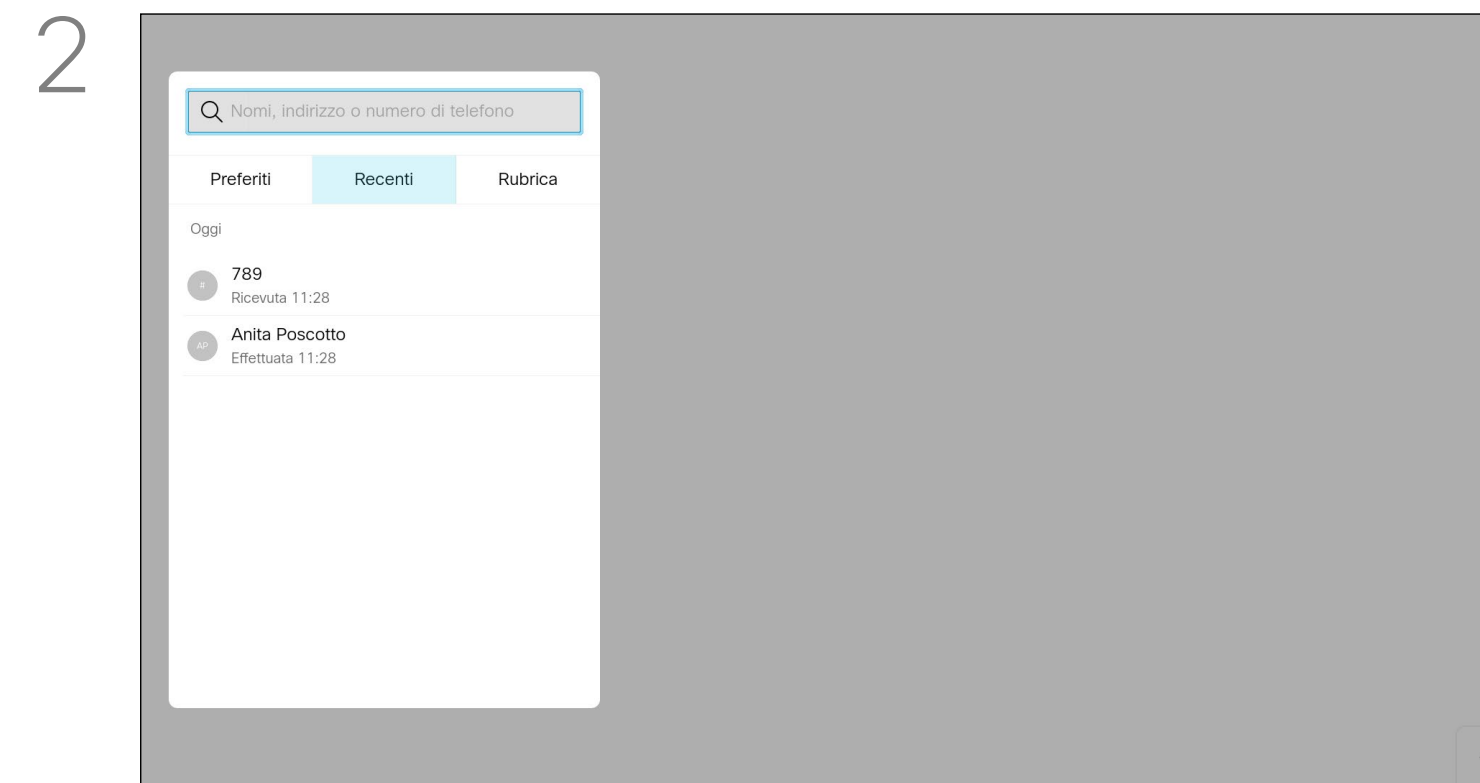 2
Nomi, indirizzo o numero di telefono
Preferiti Recenti Rubrica
Oggi
#
789
Ricevuta 11:28
AP
Anita Poscotto
Effettuata 11:28